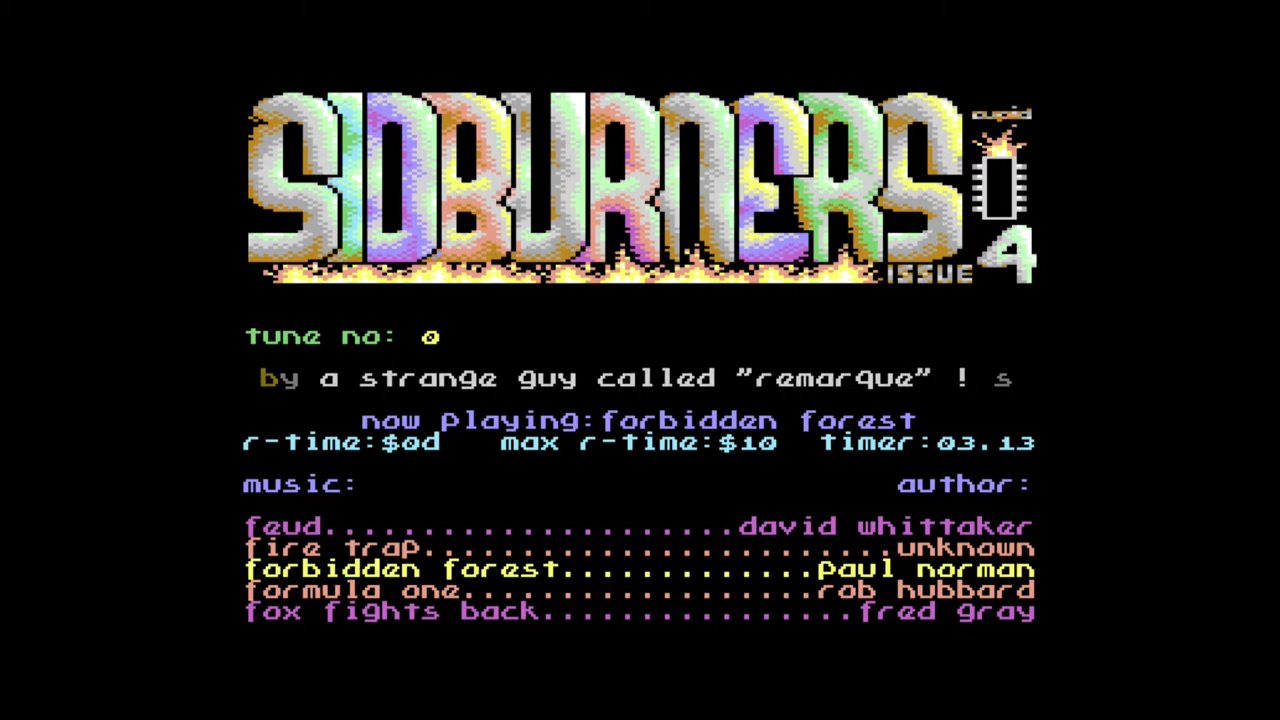 SIDBURNERS
cupid
ISSUE 4
tune no: 0
by a strange guy called "remarque" ! s
now playing:forbidden forest
r-time:$0d max r-time:$10 timer:03.13
music: author:
feud.....................david whittaker
fire trap........................unknown
forbidden forest.............paul norman
formula one..................rob hubbard
fox fights back................fred gray